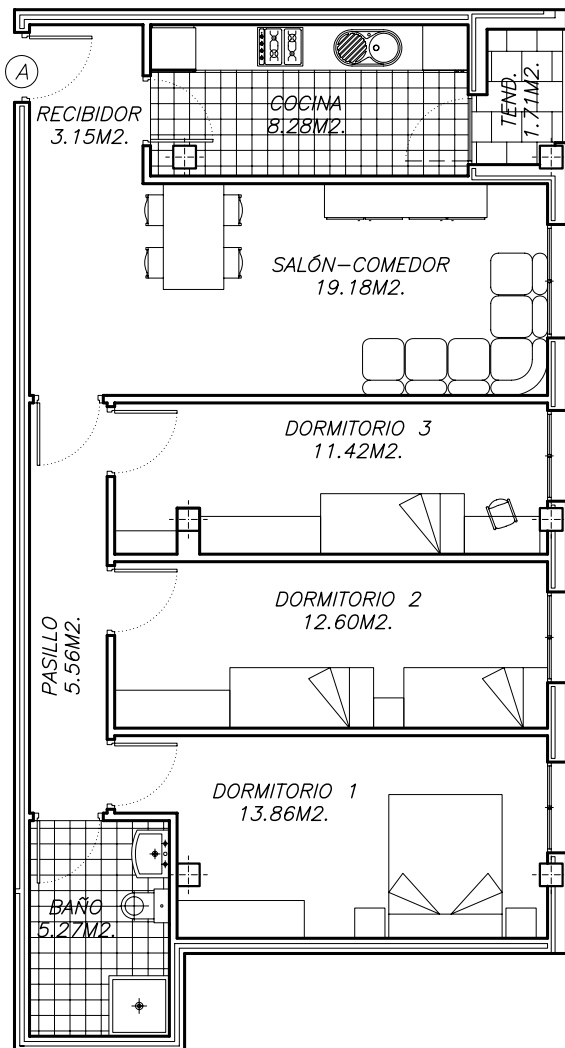 A
RECIBIDOR
3.15M2.
COCINA
8.28M2.
TEND.
1.71M2.
SALÓN-COMEDOR
19.18M2.
DORMITORIO 3
11.42M2.
DORMITORIO 2
12.60M2.
PASILLO
5.56M2.
DORMITORIO 1
13.86M2.
BAÑO
5.27M2.